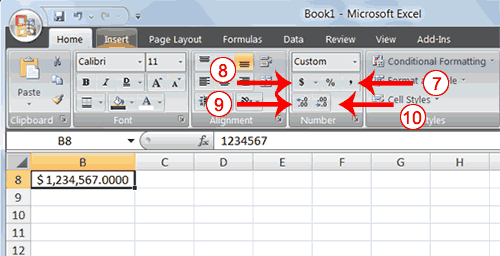 Book1 - Microsoft Excel
Home Insert Page Layout Formulas Data Review View Add-Ins
Calibri 11 Custom Conditional Formatting
Paste B I U A A $ % , Format
Cell Styles
Clipboard Font Alignment Number Styles
8 7
9 10
B8 fx 1234567
B C D E F G H
8 $ 1,234,567.0000
9
10
11
12